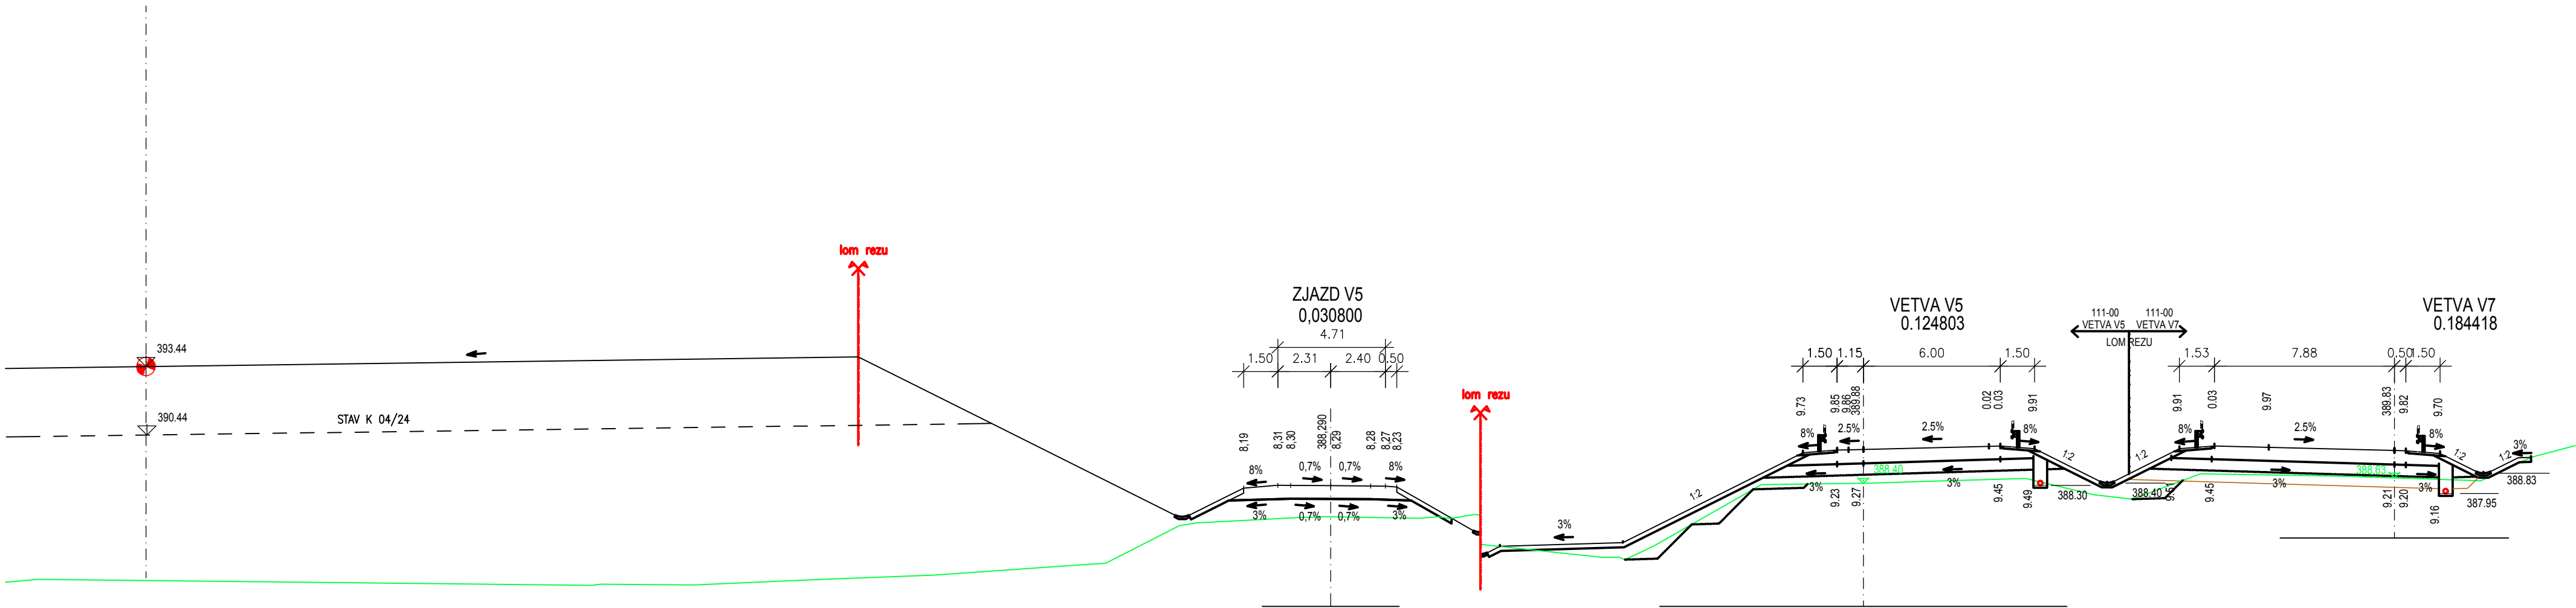 lom rezu
393.44
390.44
STAV K 04/24
ZJAZD V5
0,030800
4.71
1.50 2.31 2.40 0.50
8,19 8,31 8,30 388,290 8,29 8,28 8,27 8,23
8% 0,7% 0,7% 8%
3% 0,7% 0,7% 3%
lom rezu
3%
1:2
VETVA V5
0.124803
1.50 1.15 6.00 1.50
9.73 9.85 9.86 389.88 0.02 0.03 9.91
8% 2.5% 2.5% 8%
388.40
3% 3%
9.23 9.27 9.45 9.49
1:2
388.30
111-00 111-00
VETVA V5 VETVA V7
LOM REZU
1:2
388.40
VETVA V7
0.184418
1.53 7.88 0.50 1.50
9.91 0.03 9.97 389.83 9.82 9.70
8% 2.5% 8%
388.63
3% 3%
9.45 9.21 9.20 9.16
1:2 1:2
3%
388.83
387.95